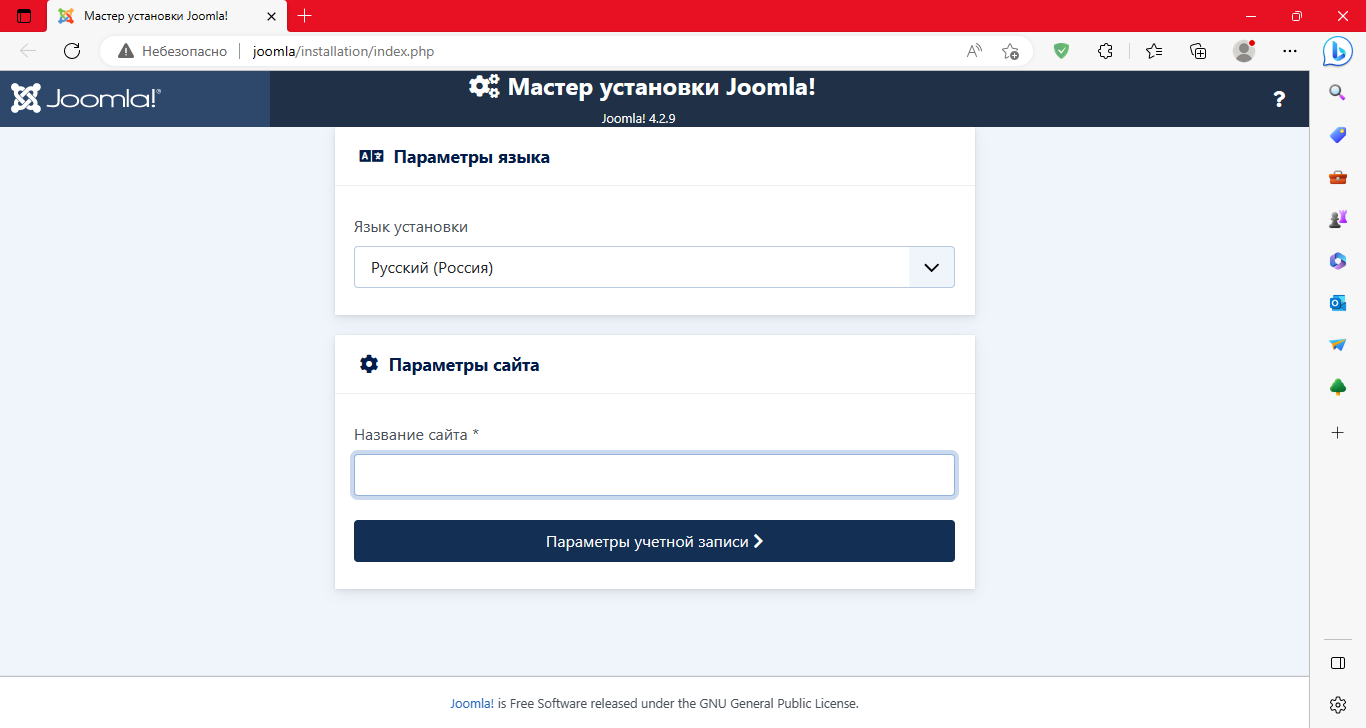 Мастер установки Joomla!
Небезопасно joomla/installation/index.php
Joomla!®
Мастер установки Joomla!
Joomla! 4.2.9
?
Параметры языка
Язык установки
Русский (Россия)
Параметры сайта
Название сайта *
Параметры учетной записи
Joomla! is Free Software released under the GNU General Public License.